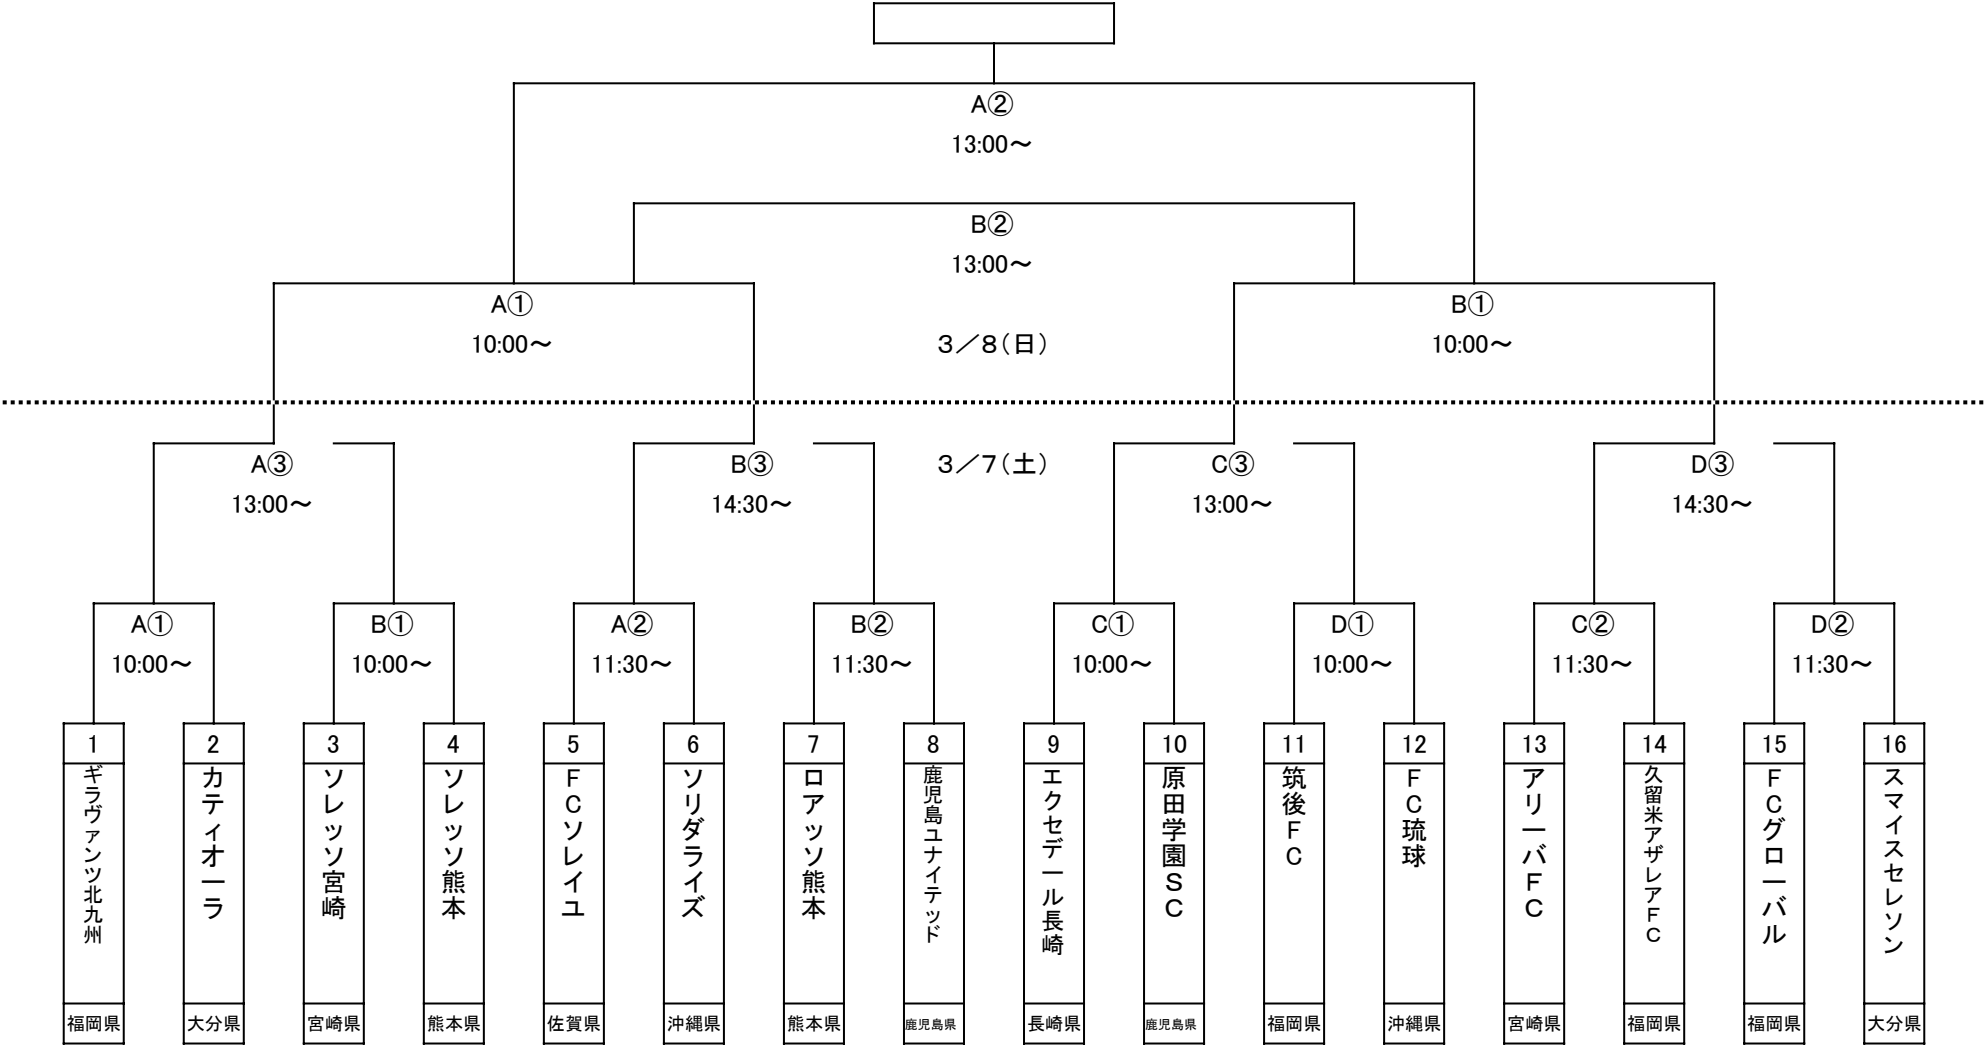 A②
13:00～
B②
13:00～
A① B①
10:00～ 3／8（日） 10:00～
A③ B③ 3／7（土） C③ D③
13:00～ 14:30～ 13:00～ 14:30～
A① B① A② B② C① D① C② D②
10:00～ 10:00～ 11:30～ 11:30～ 10:00～ 10:00～ 11:30～ 11:30～
1 2 3 4 5 6 7 8 9 10 11 12 13 14 15 16
ギラヴァンツ北九州
カティオーラ
ソレッソ宮崎
ソレッソ熊本
FCソレイユ
ソリダライズ
ロアッソ熊本
鹿児島ユナイテッド
エクセデール長崎
原田学園SC
筑後FC
FC琉球
アリーバFC
久留米アザレアFC
FCグローバル
スマイスセレソン
福岡県 大分県 宮崎県 熊本県 佐賀県 沖縄県 熊本県 鹿児島県 長崎県 鹿児島県 福岡県 沖縄県 宮崎県 福岡県 福岡県 大分県